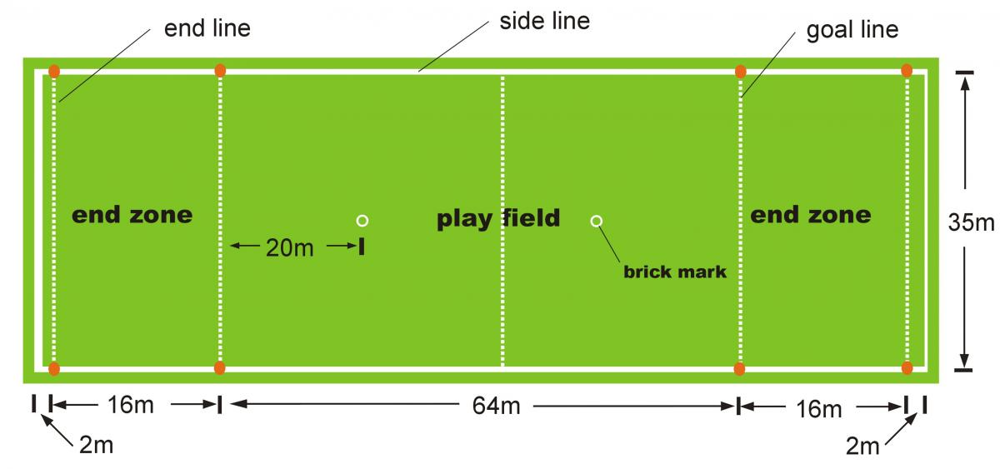 end line
side line
goal line
end zone
play field
end zone
20m
brick mark
35m
16m
64m
16m
2m
2m